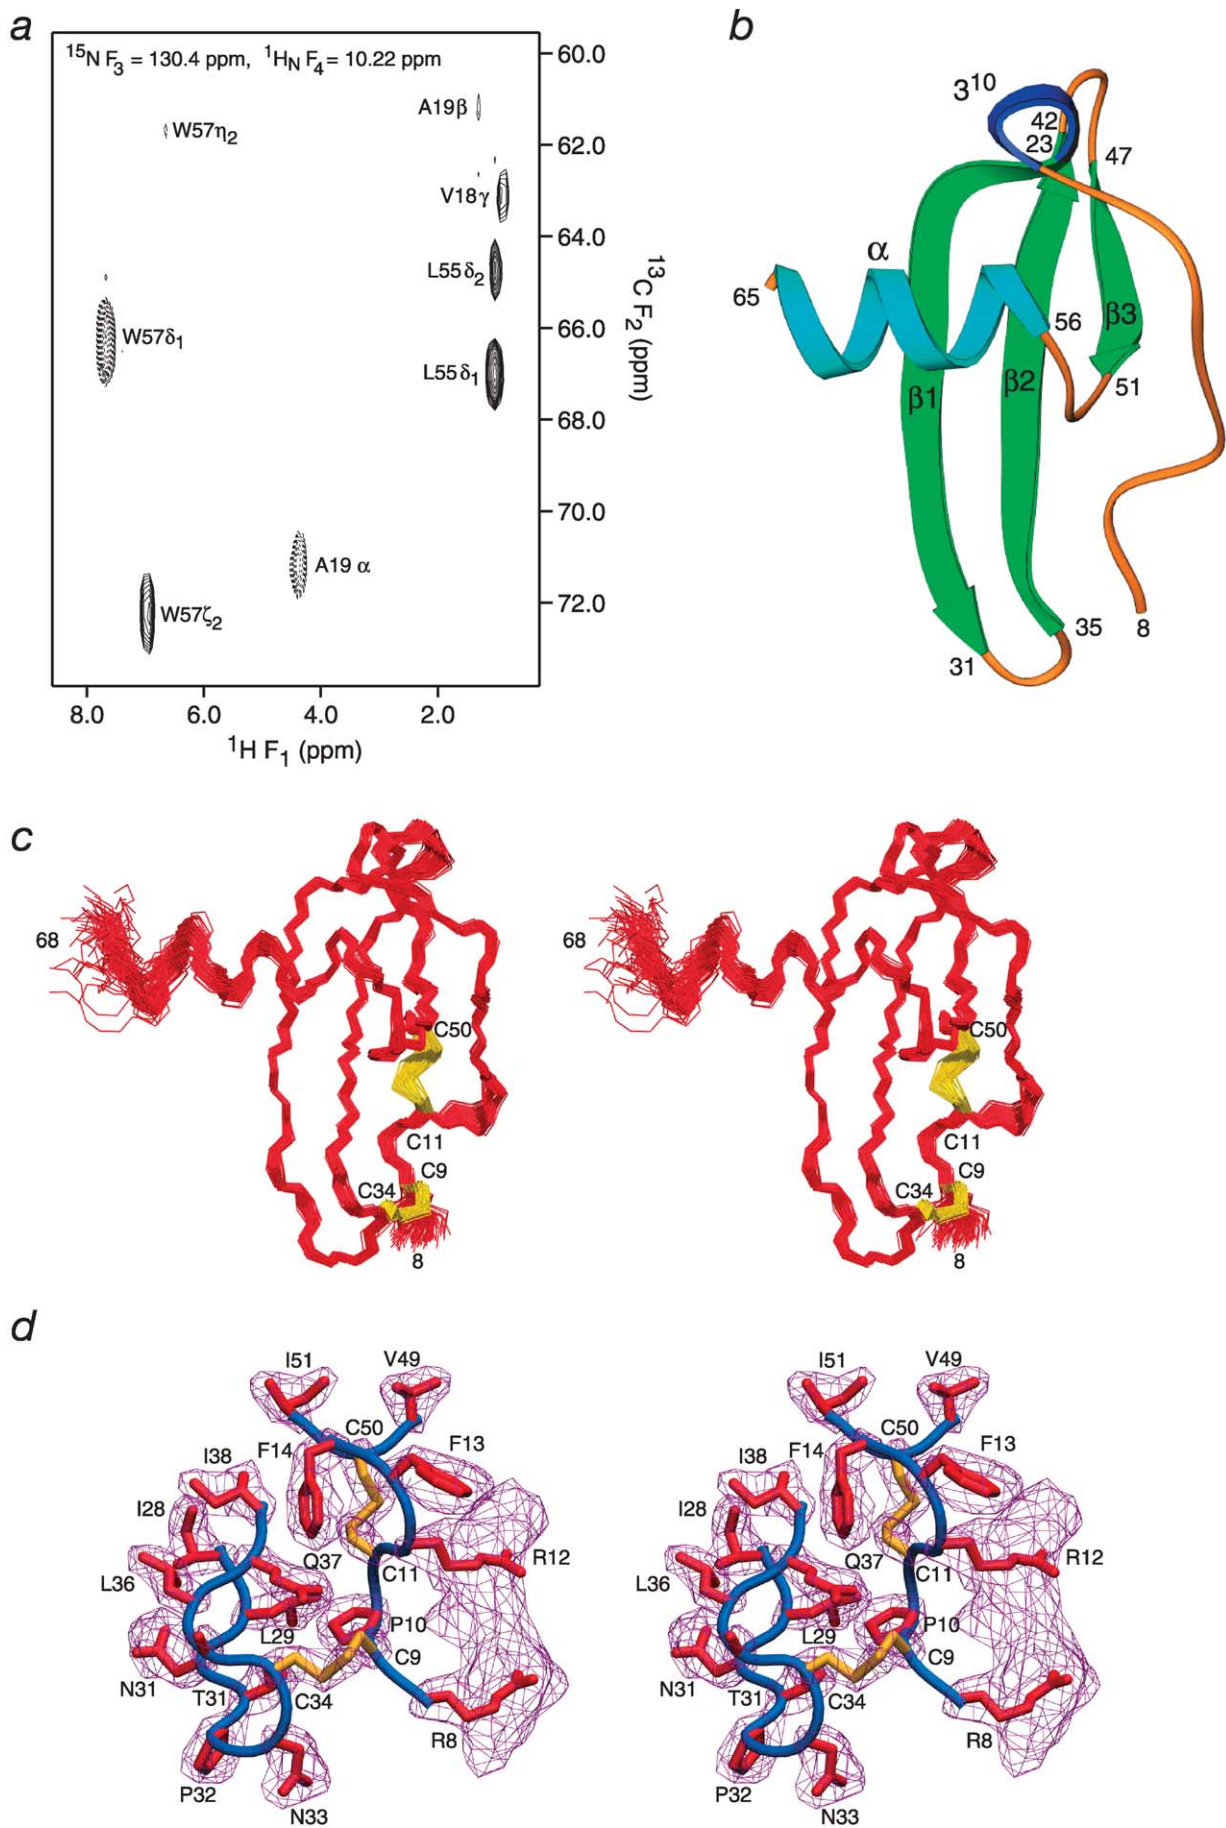 a
¹⁵N F₃ = 130.4 ppm, ¹H_N F₄ = 10.22 ppm
A19β
W57η₂
V18γ
L55δ₂
W57δ₁
L55δ₁
A19 α
W57ζ₂
60.0
62.0
64.0
66.0
68.0
70.0
72.0
¹³C F₂ (ppm)
8.0 6.0 4.0 2.0
¹H F₁ (ppm)
b
3¹⁰
42
23
47
α
65
56
β3
β2
β1
51
35
8
31
c
68
C50
C11
C9
C34
8
68
C50
C11
C9
C34
8
d
I51
V49
C50
F14
F13
I38
I28
Q37
R12
C11
L36
P10
L29
C9
N31
T31
C34
R8
P32
N33
I51
V49
C50
F14
F13
I38
I28
Q37
R12
C11
L36
P10
L29
C9
N31
T31
C34
R8
P32
N33